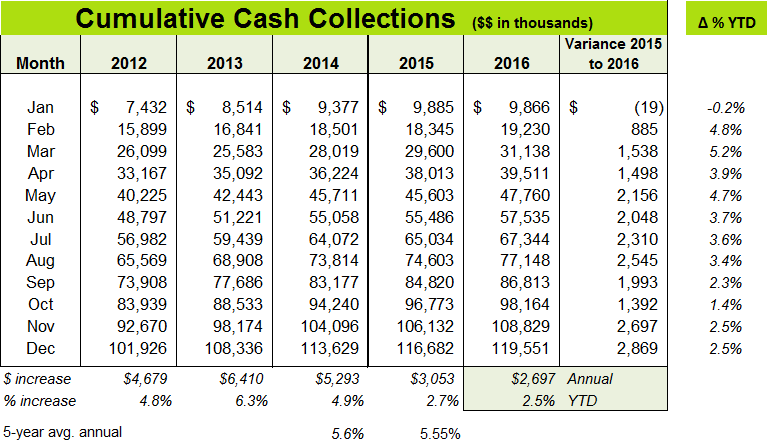 Cumulative Cash Collections ($$ in thousands) Δ % YTD
Variance 2015
Month 2012 2013 2014 2015 2016 to 2016
Jan $ 7,432 $ 8,514 $ 9,377 $ 9,885 $ 9,866 $ (19) -0.2%
Feb 15,899 16,841 18,501 18,345 19,230 885 4.8%
Mar 26,099 25,583 28,019 29,600 31,138 1,538 5.2%
Apr 33,167 35,092 36,224 38,013 39,511 1,498 3.9%
May 40,225 42,443 45,711 45,603 47,760 2,156 4.7%
Jun 48,797 51,221 55,058 55,486 57,535 2,048 3.7%
Jul 56,982 59,439 64,072 65,034 67,344 2,310 3.6%
Aug 65,569 68,908 73,814 74,603 77,148 2,545 3.4%
Sep 73,908 77,686 83,177 84,820 86,813 1,993 2.3%
Oct 83,939 88,533 94,240 96,773 98,164 1,392 1.4%
Nov 92,670 98,174 104,096 106,132 108,829 2,697 2.5%
Dec 101,926 108,336 113,629 116,682 119,551 2,869 2.5%
$ increase $4,679 $6,410 $5,293 $3,053 $2,697 Annual
% increase 4.8% 6.3% 4.9% 2.7% 2.5% YTD
5-year avg. annual 5.6% 5.55%